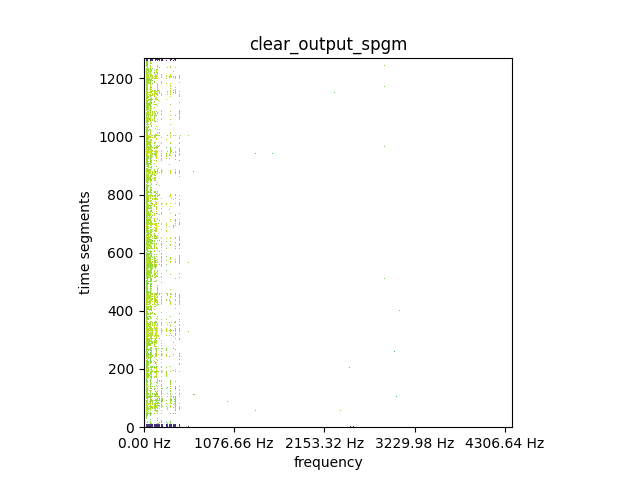 clear_output_spgm
1200
1000
800
600
400
200
0
time segments
0.00 Hz 1076.66 Hz 2153.32 Hz 3229.98 Hz 4306.64 Hz
frequency